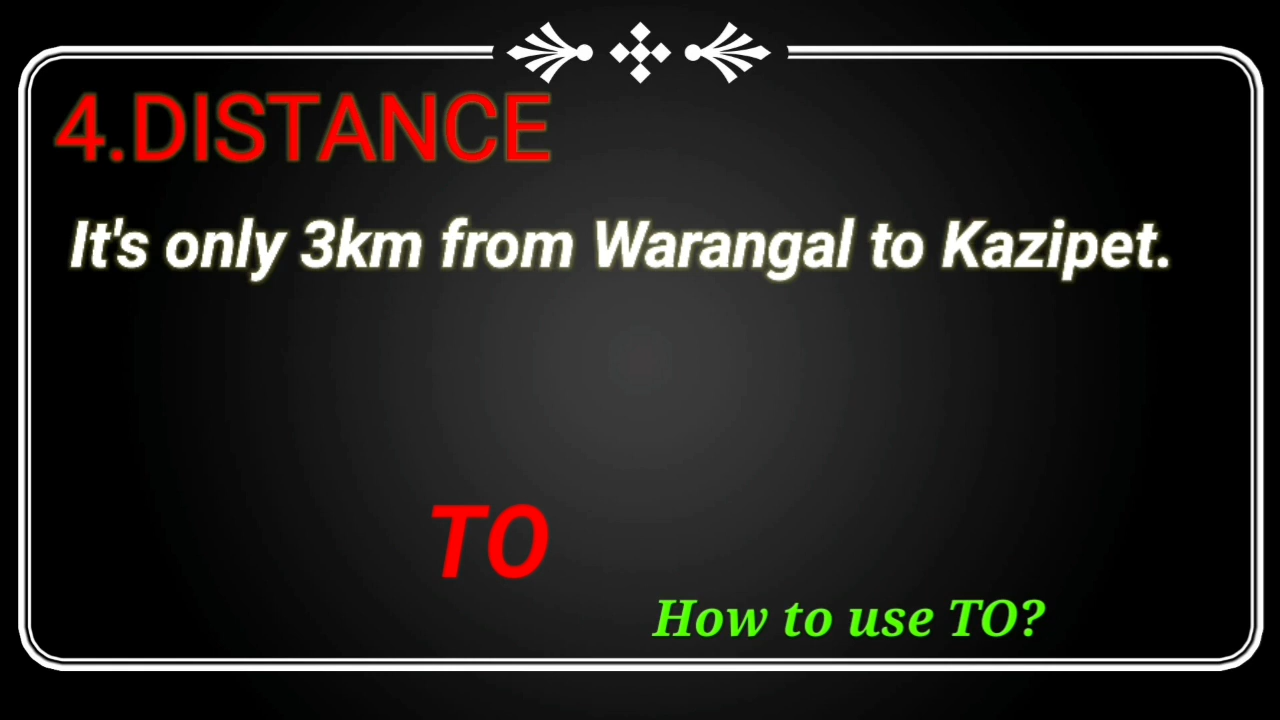 4.DISTANCE
It's only 3km from Warangal to Kazipet.
TO
How to use TO?